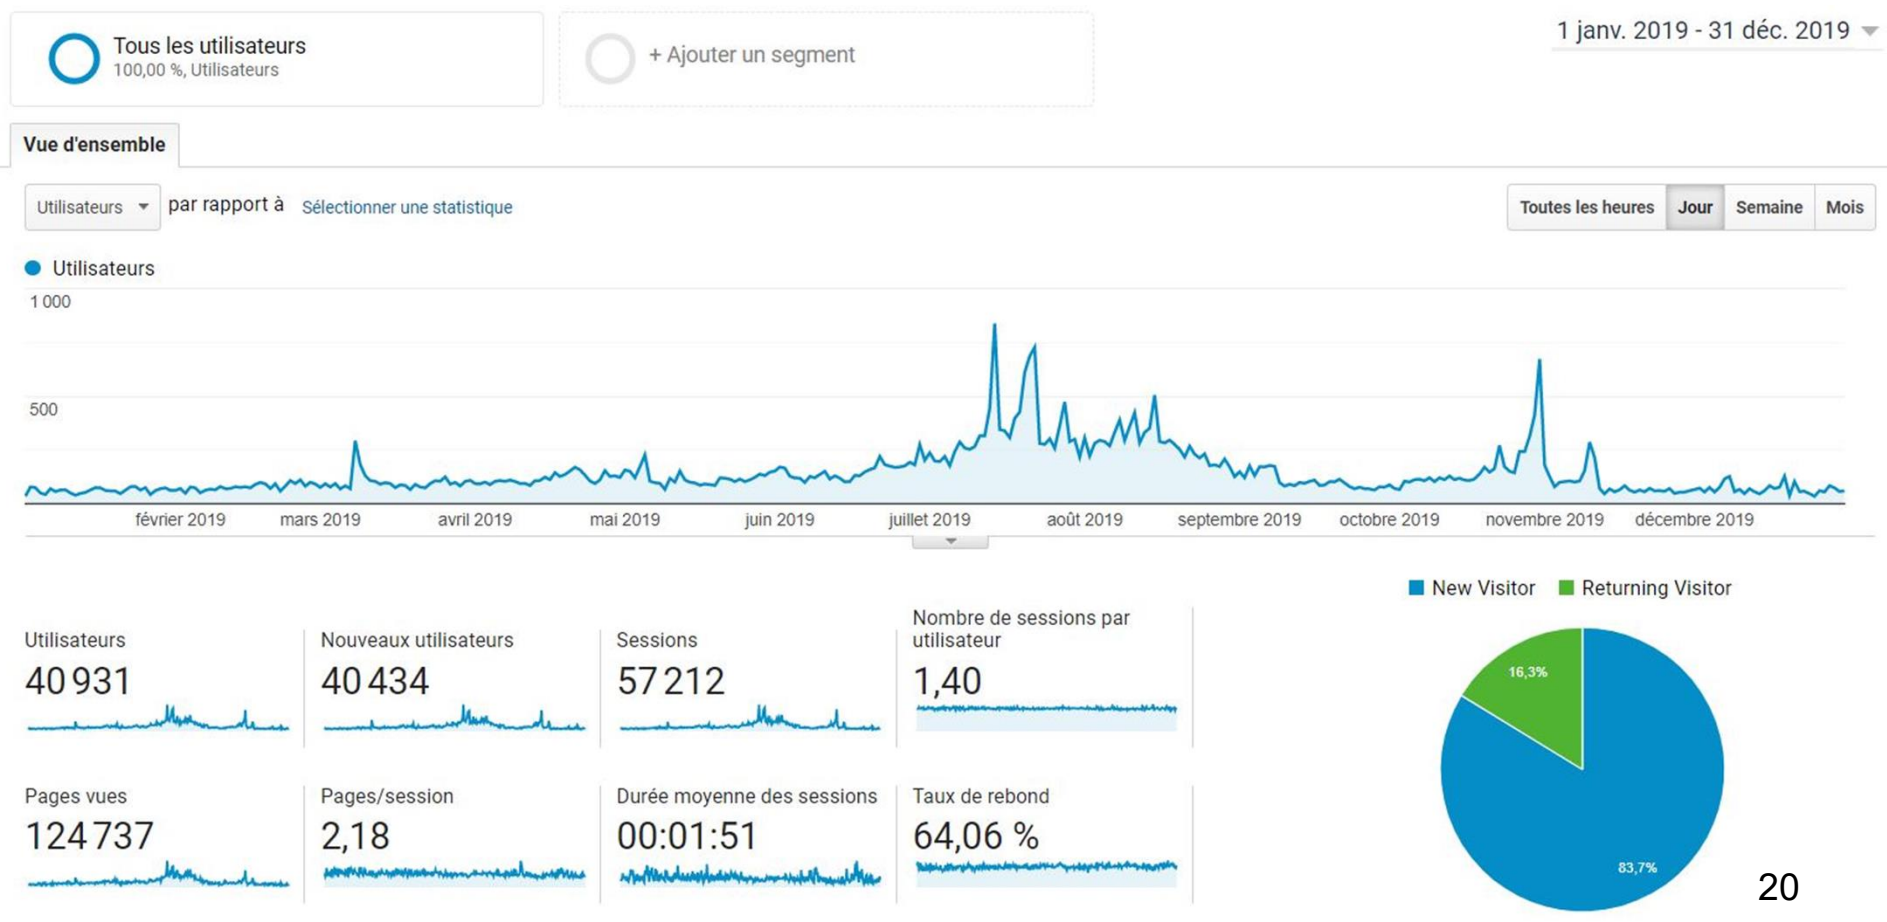 Tous les utilisateurs
100,00 %, Utilisateurs
+ Ajouter un segment
1 janv. 2019 - 31 déc. 2019
Vue d'ensemble
Utilisateurs
par rapport à
Sélectionner une statistique
Toutes les heures
Jour
Semaine
Mois
Utilisateurs
1 000
500
février 2019
mars 2019
avril 2019
mai 2019
juin 2019
juillet 2019
août 2019
septembre 2019
octobre 2019
novembre 2019
décembre 2019
New Visitor
Returning Visitor
Utilisateurs
40 931
Nouveaux utilisateurs
40 434
Sessions
57 212
Nombre de sessions par
utilisateur
1,40
Pages vues
124 737
Pages/session
2,18
Durée moyenne des sessions
00:01:51
Taux de rebond
64,06 %
16,3%
83,7%
20